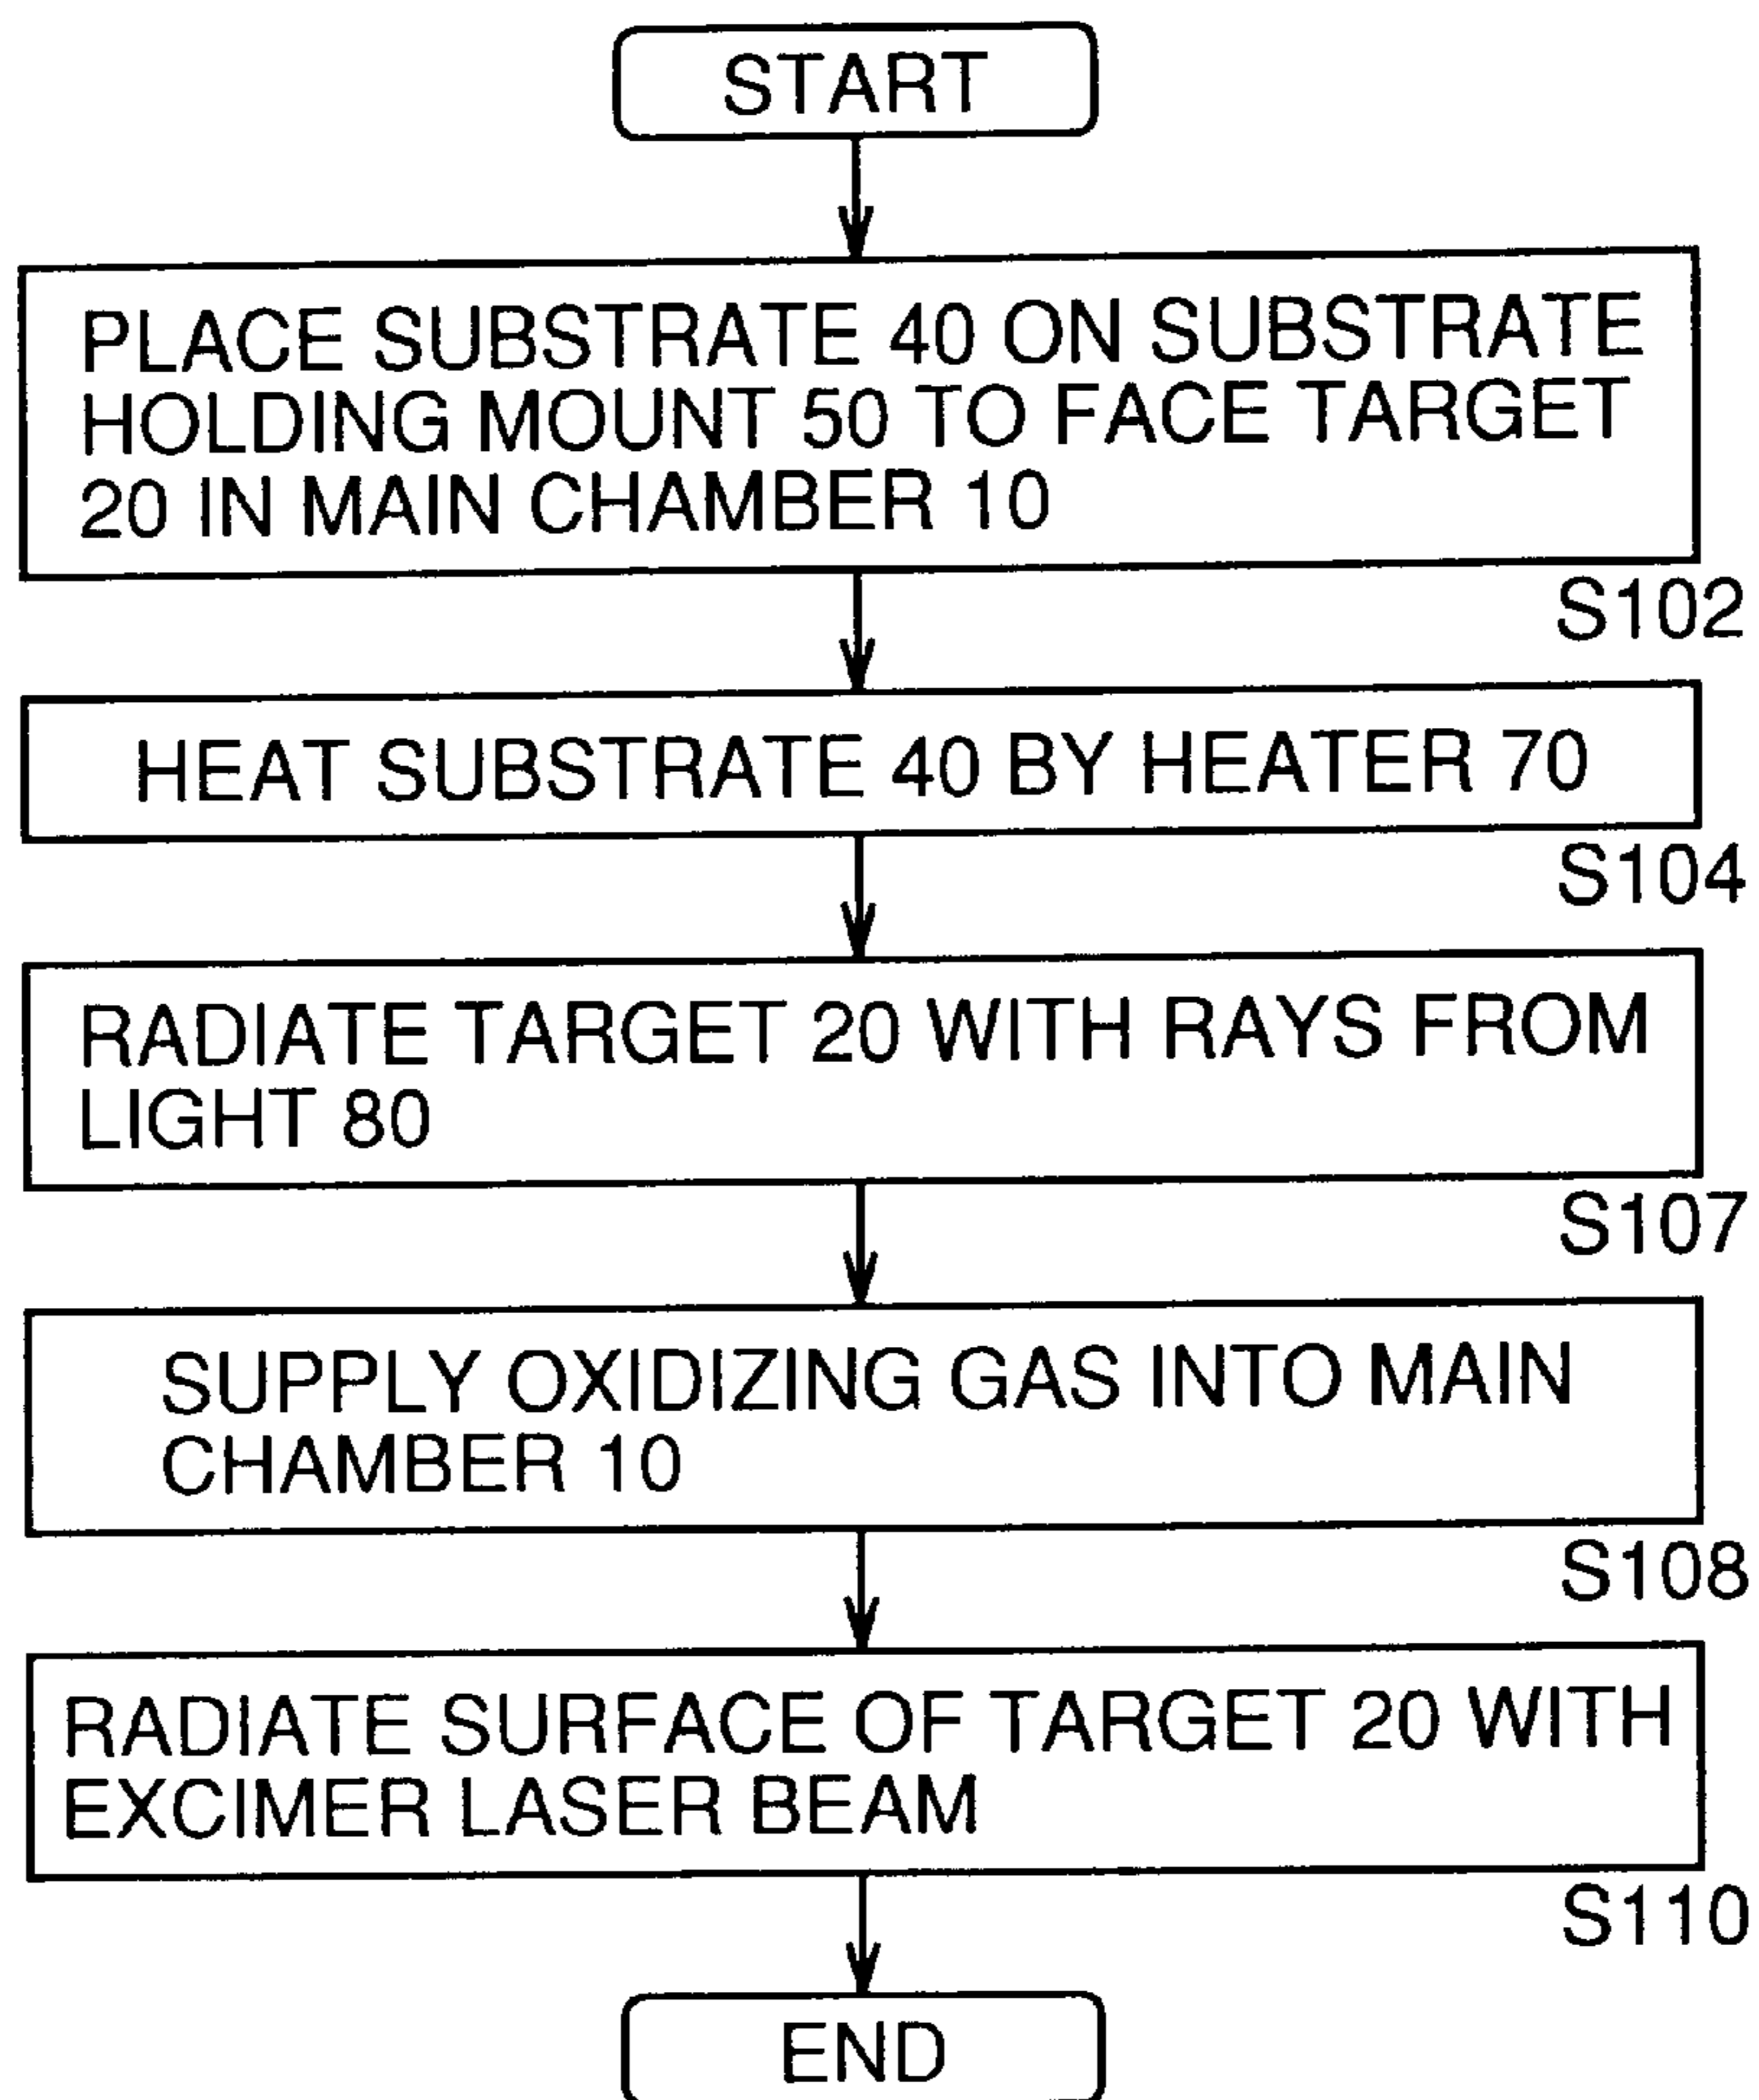 START
PLACE SUBSTRATE 40 ON SUBSTRATE
HOLDING MOUNT 50 TO FACE TARGET
20 IN MAIN CHAMBER 10
S102
HEAT SUBSTRATE 40 BY HEATER 70
S104
RADIATE TARGET 20 WITH RAYS FROM
LIGHT 80
S107
SUPPLY OXIDIZING GAS INTO MAIN
CHAMBER 10
S108
RADIATE SURFACE OF TARGET 20 WITH
EXCIMER LASER BEAM
S110
END